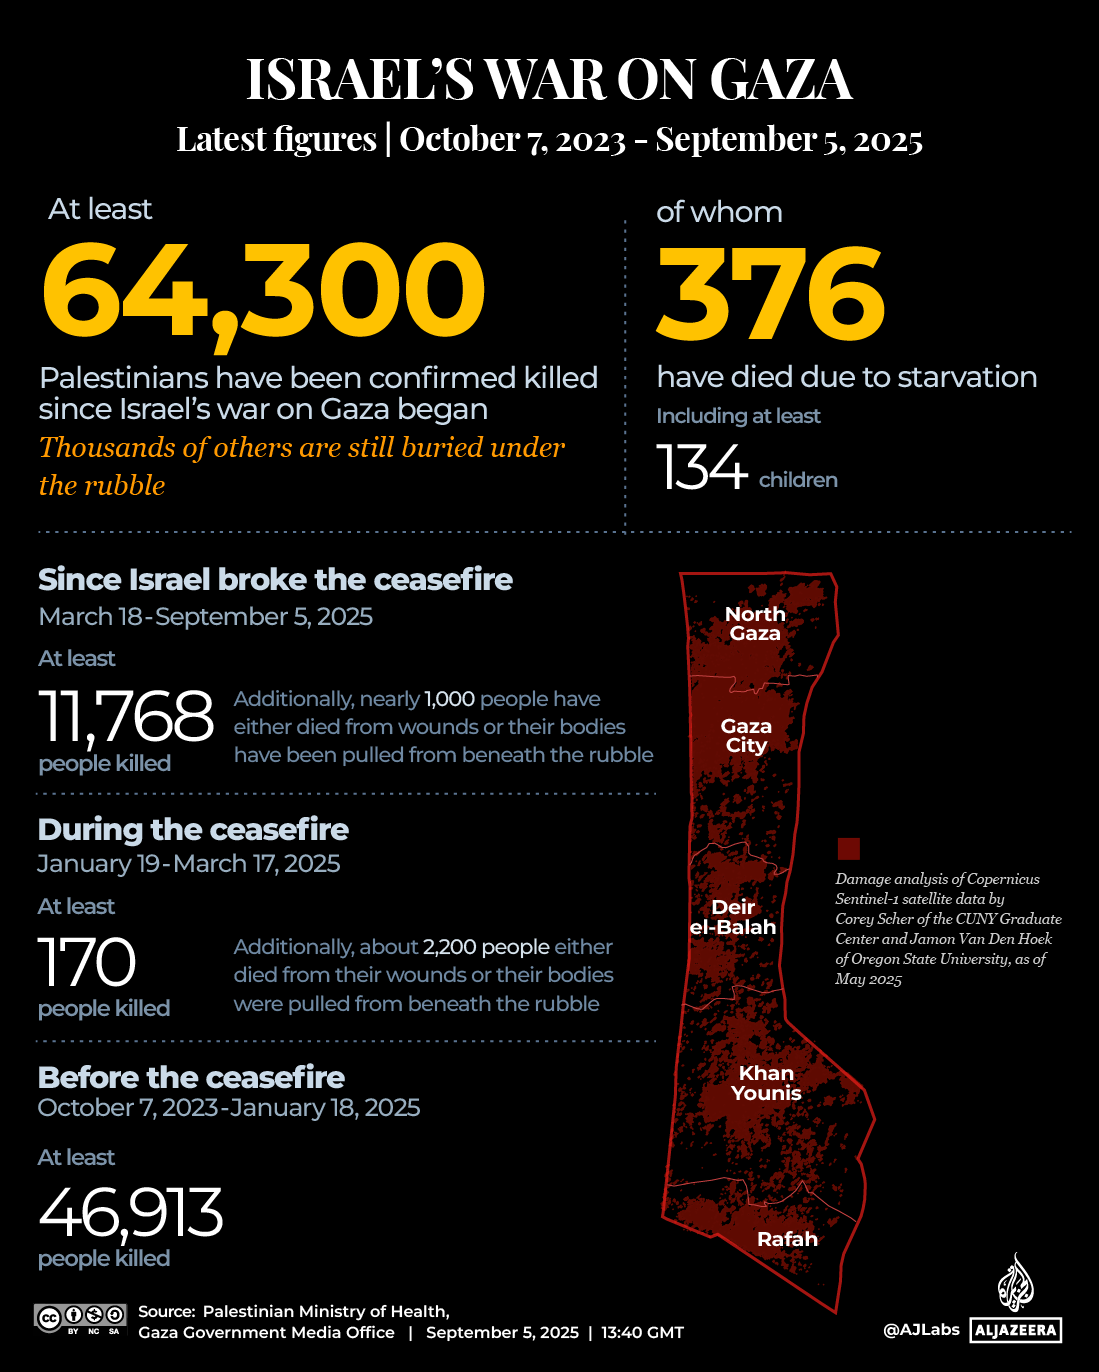 ISRAEL'S WAR ON GAZA
Latest figures | October 7, 2023 - September 5, 2025
At least
64,300
Palestinians have been confirmed killed
since Israel's war on Gaza began
Thousands of others are still buried under
the rubble
of whom
376
have died due to starvation
Including at least
134 children
Since Israel broke the ceasefire
March 18-September 5, 2025
At least
11,768
people killed
Additionally, nearly 1,000 people have
either died from wounds or their bodies
have been pulled from beneath the rubble
During the ceasefire
January 19-March 17, 2025
At least
170
people killed
Additionally, about 2,200 people either
died from their wounds or their bodies
were pulled from beneath the rubble
Before the ceasefire
October 7, 2023-January 18, 2025
At least
46,913
people killed
North
Gaza
Gaza
City
Deir
el-Balah
Khan
Younis
Rafah
Damage analysis of Copernicus
Sentinel-1 satellite data by
Corey Scher of the CUNY Graduate
Center and Jamon Van Den Hoek
of Oregon State University, as of
May 2025
cc BY NC SA
Source: Palestinian Ministry of Health,
Gaza Government Media Office | September 5, 2025 | 13:40 GMT
@AJLabs ALJAZEERA